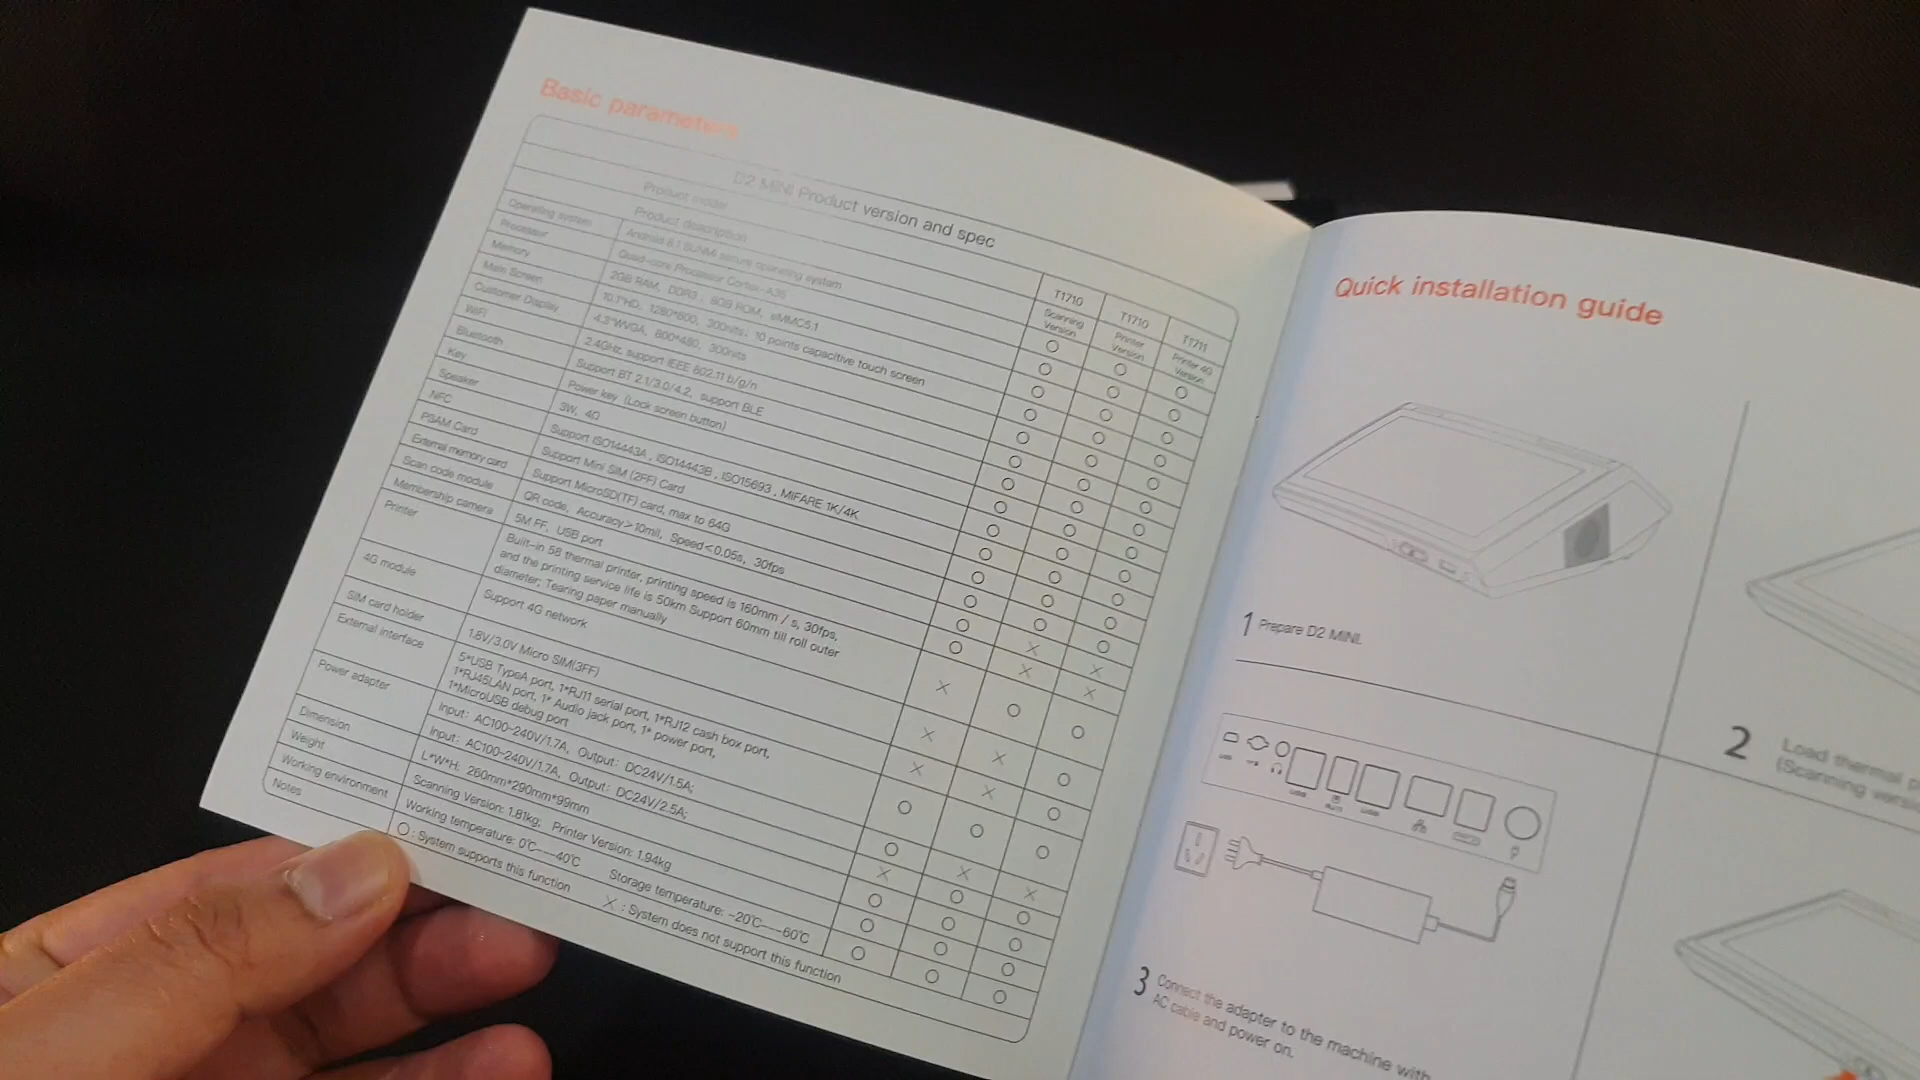 Basic parameters
D2 MINI Product version and spec
Product model
T1710
T1710
T1711
Product description
Scanning
Version
Printer
Version
Printer 4G
Version
Operating system
Android 8.1 SUNMI secure operating system
Processor
Quad-core Processor Cortex-A35
Memory
2GB RAM, DDR3 、 8GB ROM, eMMC5.1
Main Screen
10.1"HD, 1280*800, 300nits; 10 points capacitive touch screen
Customer Display
4.3"WVGA, 800*480, 300nits
WiFi
2.4GHz, support IEEE 802.11 b/g/n
Bluetooth
Support BT 2.1/3.0/4.2, support BLE
Key
Power key (Lock screen button)
Speaker
3W, 4Ω
NFC
Support ISO14443A , ISO14443B , ISO15693 , MIFARE 1K/4K
PSAM Card
Support Mini SIM (2FF) Card
External memory card
Support MicroSD(TF) card, max to 64G
Scan code module
QR code, Accuracy>10mil, Speed<0.05s, 30fps
Membership camera
5M FF, USB port
Printer
Built-in 58 thermal printer, printing speed is 160mm / s, 30fps,
and the printing service life is 50km Support 60mm till roll outer
diameter; Tearing paper manually
4G module
Support 4G network
SIM card holder
1.8V/3.0V Micro SIM(3FF)
External interface
5*USB TypeA port, 1*RJ11 serial port, 1*RJ12 cash box port,
1*RJ45LAN port, 1* Audio jack port, 1* power port,
1*MicroUSB debug port
Power adapter
Input: AC100~240V/1.7A, Output: DC24V/1.5A;
Input: AC100~240V/1.7A, Output: DC24V/2.5A;
Dimension
L*W*H: 260mm*290mm*99mm
Weight
Scanning Version: 1.81kg; Printer Version: 1.94kg
Working environment
Working temperature: 0℃---40℃ Storage temperature: -20℃---60℃
Notes
○ : System supports this function × : System does not support this function
Quick installation guide
1 Prepare D2 MINI.
2 Load thermal
(Scanning
3 Connect the adapter to the machine with
AC cable and power on.